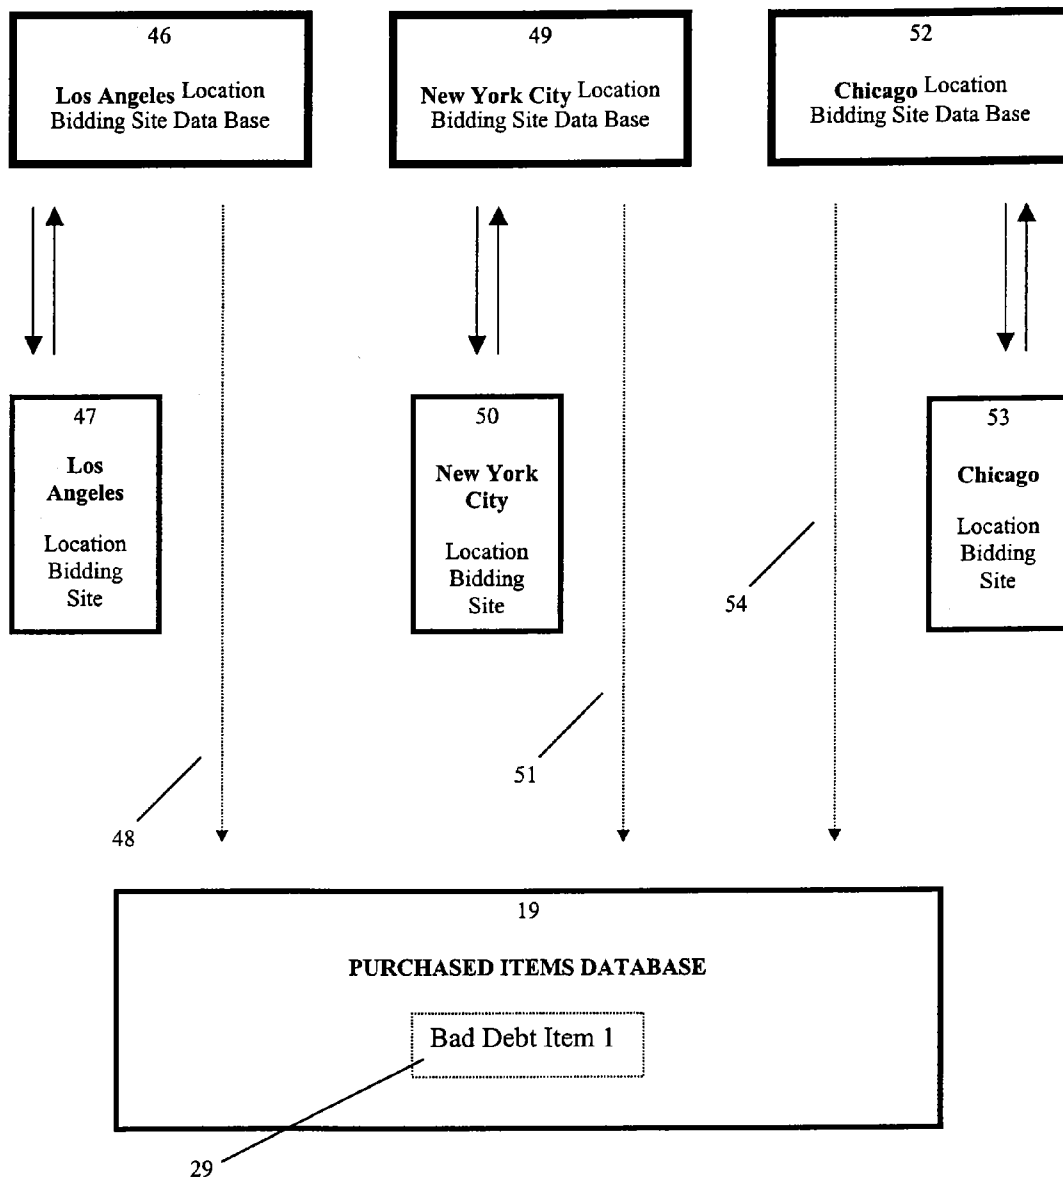 46
Los Angeles Location
Bidding Site Data Base
49
New York City Location
Bidding Site Data Base
52
Chicago Location
Bidding Site Data Base
47
Los
Angeles
Location
Bidding
Site
50
New York
City
Location
Bidding
Site
53
Chicago
Location
Bidding
Site
54
51
48
19
PURCHASED ITEMS DATABASE
Bad Debt Item 1
29